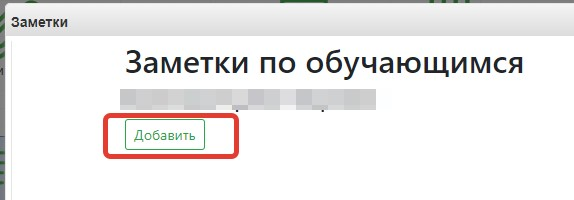 Заметки
Заметки по обучающимся
Добавить